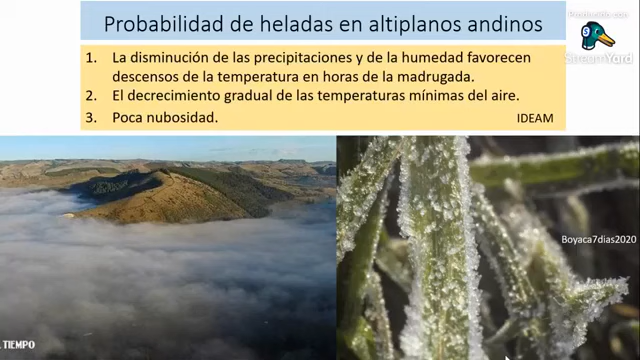 Probabilidad de heladas en altiplanos andinos
Producido con
StreamYard
1. La disminución de las precipitaciones y de la humedad favorecen
descensos de la temperatura en horas de la madrugada.
2. El decrecimiento gradual de las temperaturas mínimas del aire.
3. Poca nubosidad. IDEAM
Boyaca7dias2020
TIEMPO